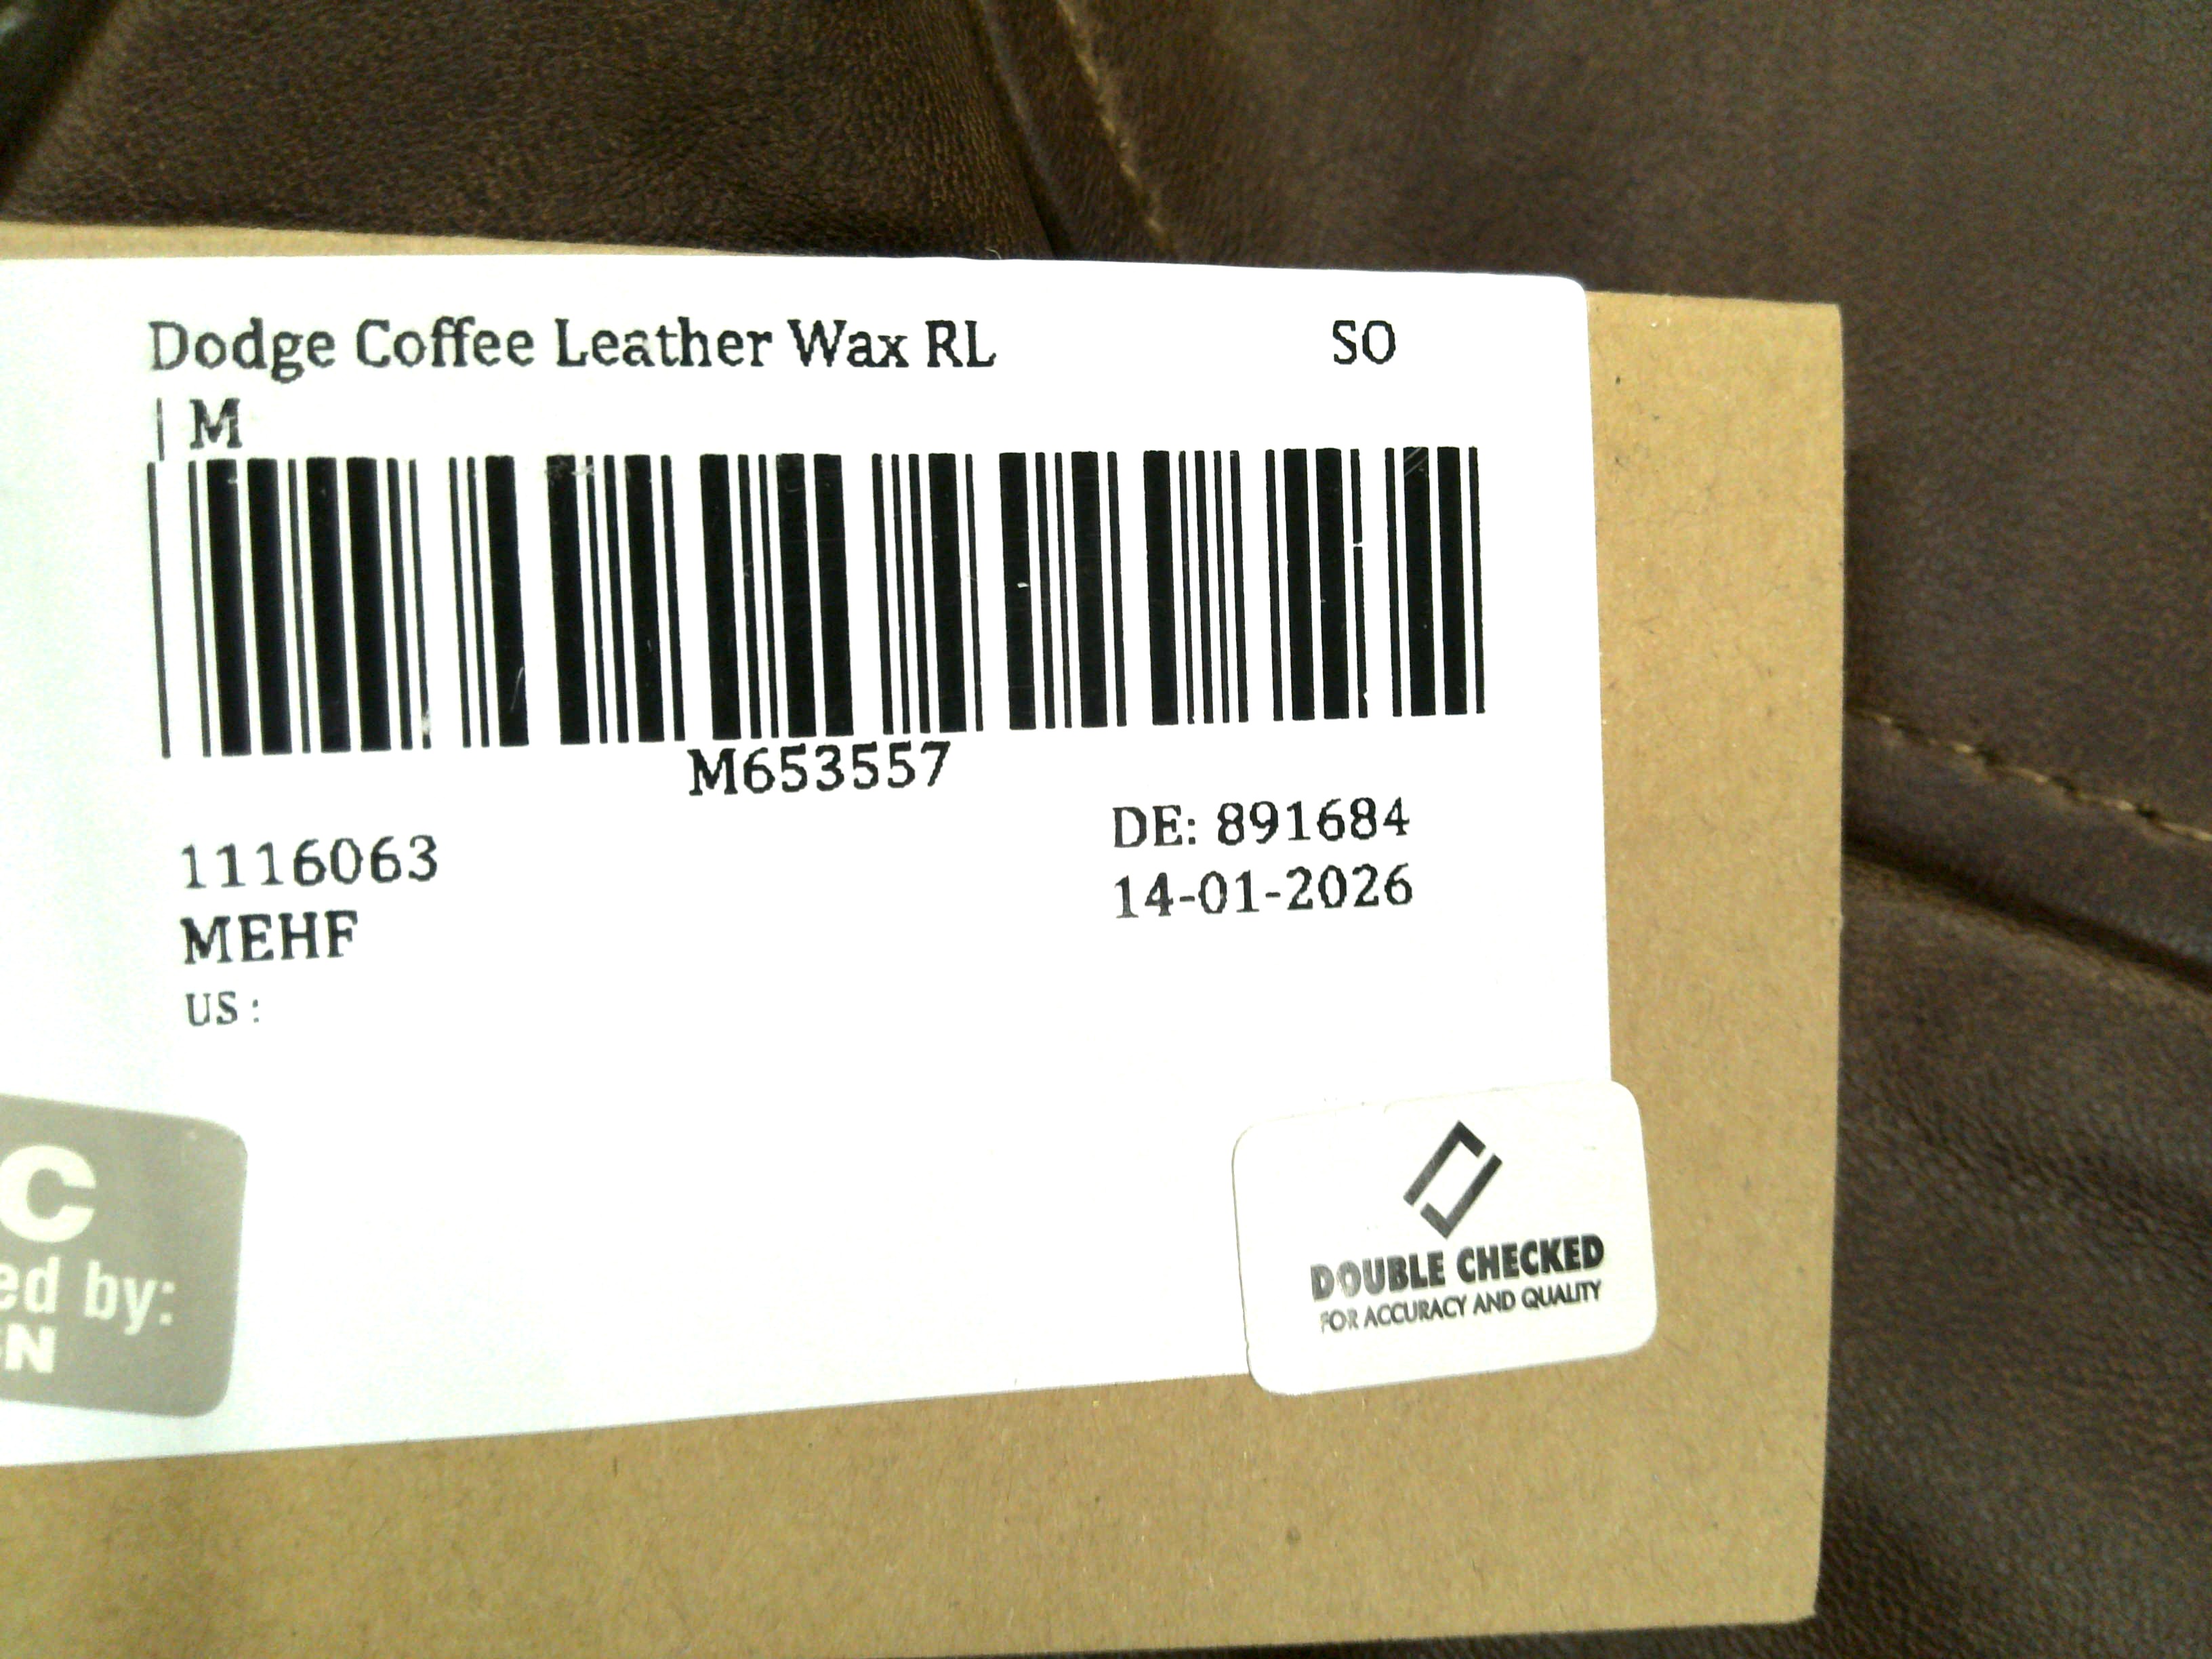 Dodge Coffee Leather Wax RL SO
| M
M653557
DE: 891684
1116063
14-01-2026
MEHF
US :
C
ed by:
N
DOUBLE CHECKED
FOR ACCURACY AND QUALITY